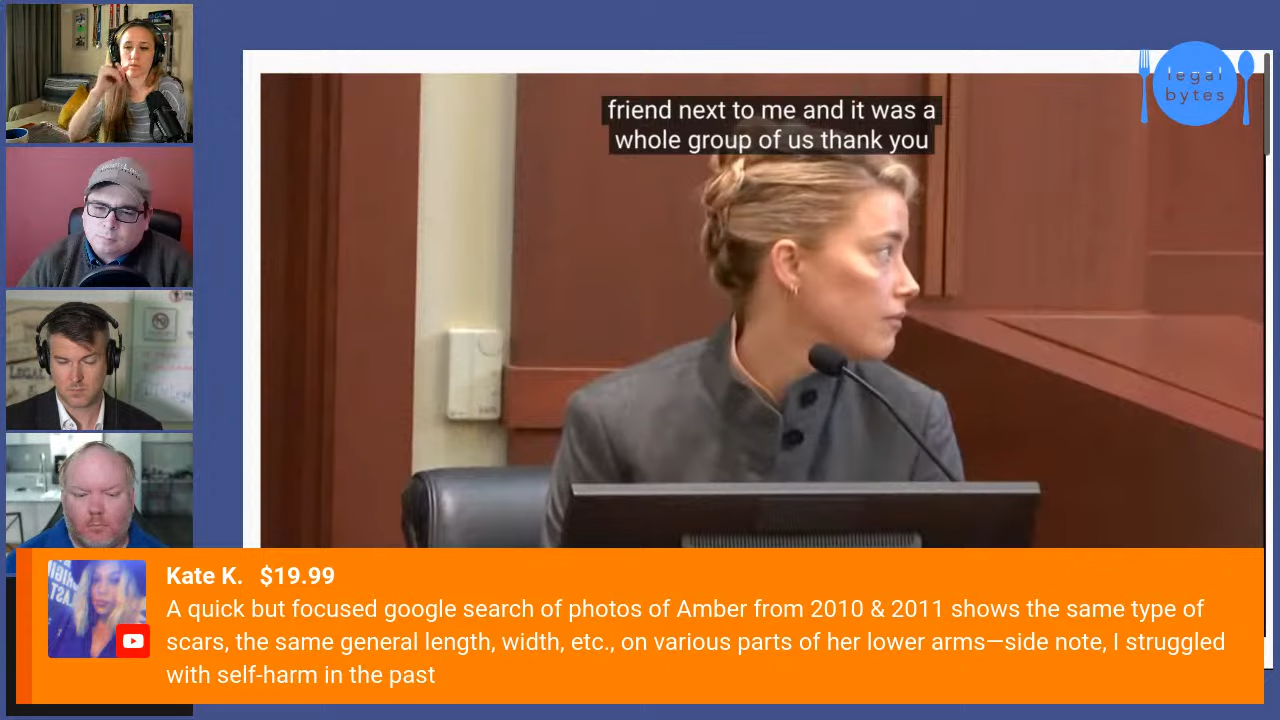 friend next to me and it was a
whole group of us thank you
legal
bytes
Kate K. $19.99
A quick but focused google search of photos of Amber from 2010 & 2011 shows the same type of
scars, the same general length, width, etc., on various parts of her lower arms—side note, I struggled
with self-harm in the past